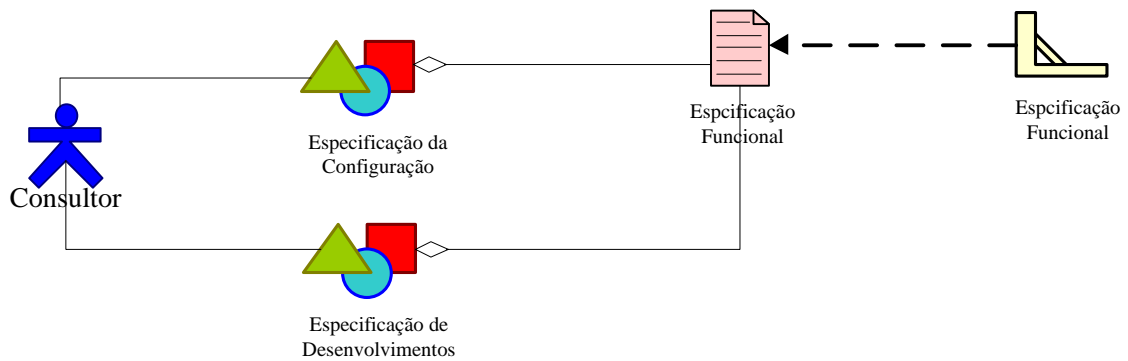 Consultor
Especificação da
Configuração
Espcificação
Funcional
Espcificação
Funcional
Especificação de
Desenvolvimentos